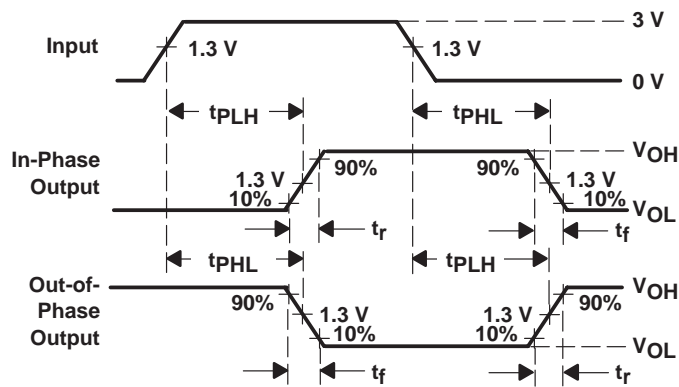 3 V
Input
1.3 V
1.3 V
0 V
tPLH
tPHL
In-Phase
Output
VOH
90%
90%
1.3 V
1.3 V
10%
10%
VOL
tr
tf
tPHL
tPLH
Out-of-
Phase
Output
VOH
90%
90%
1.3 V
1.3 V
10%
10%
VOL
tf
tr